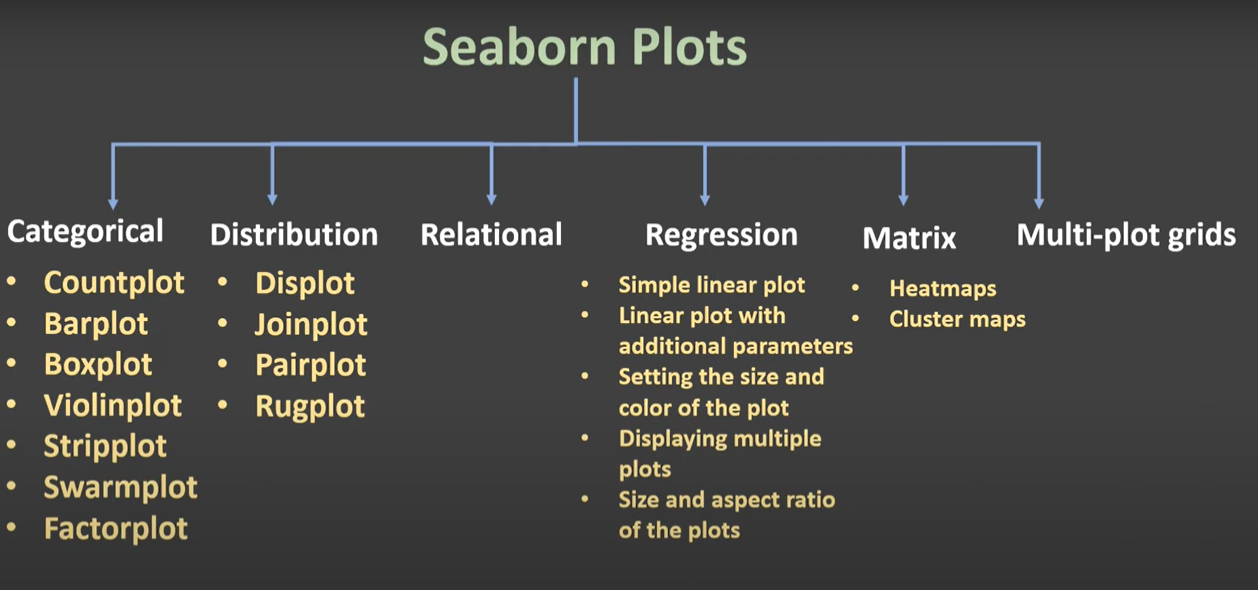 Seaborn Plots
Categorical
• Countplot
• Barplot
• Boxplot
• Violinplot
• Stripplot
• Swarmplot
• Factorplot
Distribution
• Displot
• Joinplot
• Pairplot
• Rugplot
Relational
Regression
• Simple linear plot
• Linear plot with
additional parameters
• Setting the size and
color of the plot
• Displaying multiple
plots
• Size and aspect ratio
of the plots
Matrix
• Heatmaps
• Cluster maps
Multi-plot grids